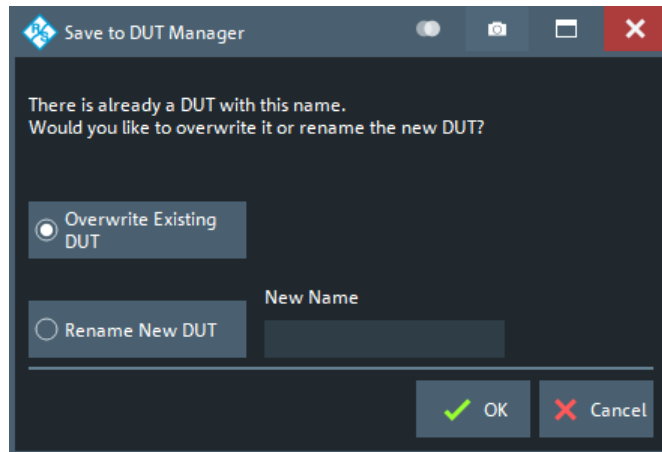 R&S
Save to DUT Manager
There is already a DUT with this name.
Would you like to overwrite it or rename the new DUT?
Overwrite Existing
DUT
New Name
Rename New DUT
OK
Cancel